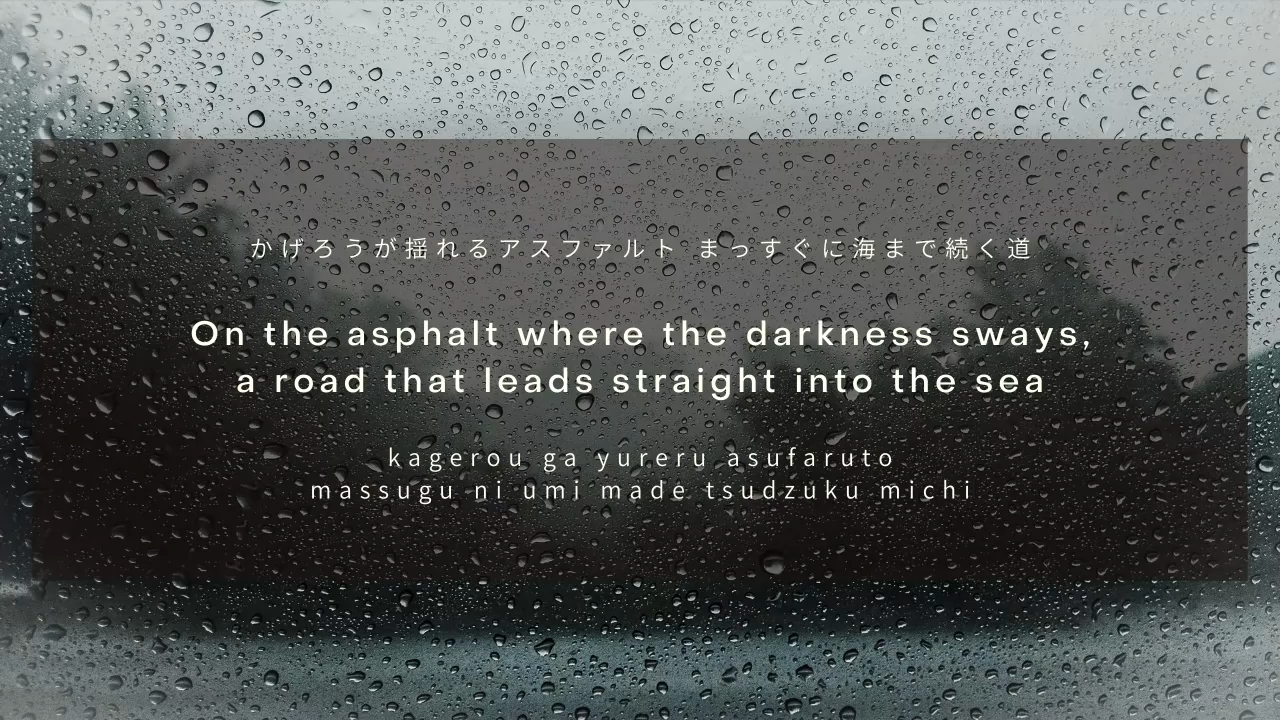 かげろうが揺れるアスファルト まっすぐに海まで続く道
On the asphalt where the darkness sways,
a road that leads straight into the sea
kagerou ga yureru asufaruto
massugu ni umi made tsudzuku michi